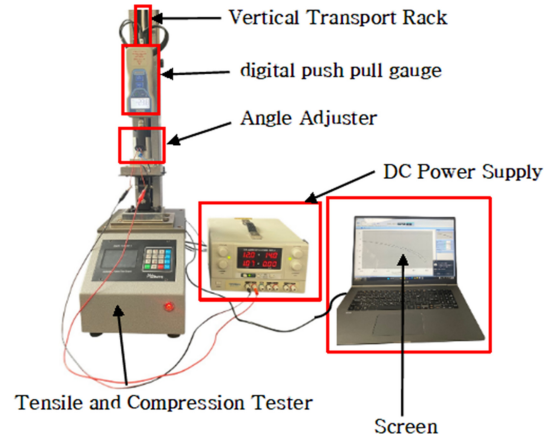 Vertical Transport Rack
digital push pull gauge
Angle Adjuster
DC Power Supply
Tensile and Compression Tester
Screen